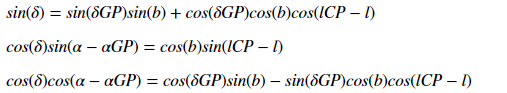 sin(δ) = sin(δGP)sin(b) + cos(δGP)cos(b)cos(lCP − l)
cos(δ)sin(α − αGP) = cos(b)sin(lCP − l)
cos(δ)cos(α − αGP) = cos(δGP)sin(b) − sin(δGP)cos(b)cos(lCP − l)